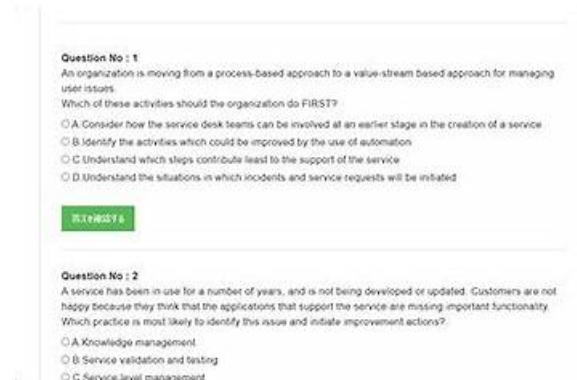 Question No : 1
An organization is moving from a process-based approach to a value-stream based approach for managing
user issues.
Which of these activities should the organization do FIRST?
A.Consider how the service desk teams can be involved at an earlier stage in the creation of a service
B.Identify the activities which could be improved by the use of automation
C.Understand which steps contribute least to the support of the service
D.Understand the situations in which incidents and service requests will be initiated
Question No : 2
A service has been in use for a number of years, and is not being developed or updated. Customers are not
happy because they think that the applications that support the service are missing important functionality.
Which practice is most likely to identify this issue and initiate improvement actions?
A.Knowledge management
B.Service validation and testing
C.Service level management